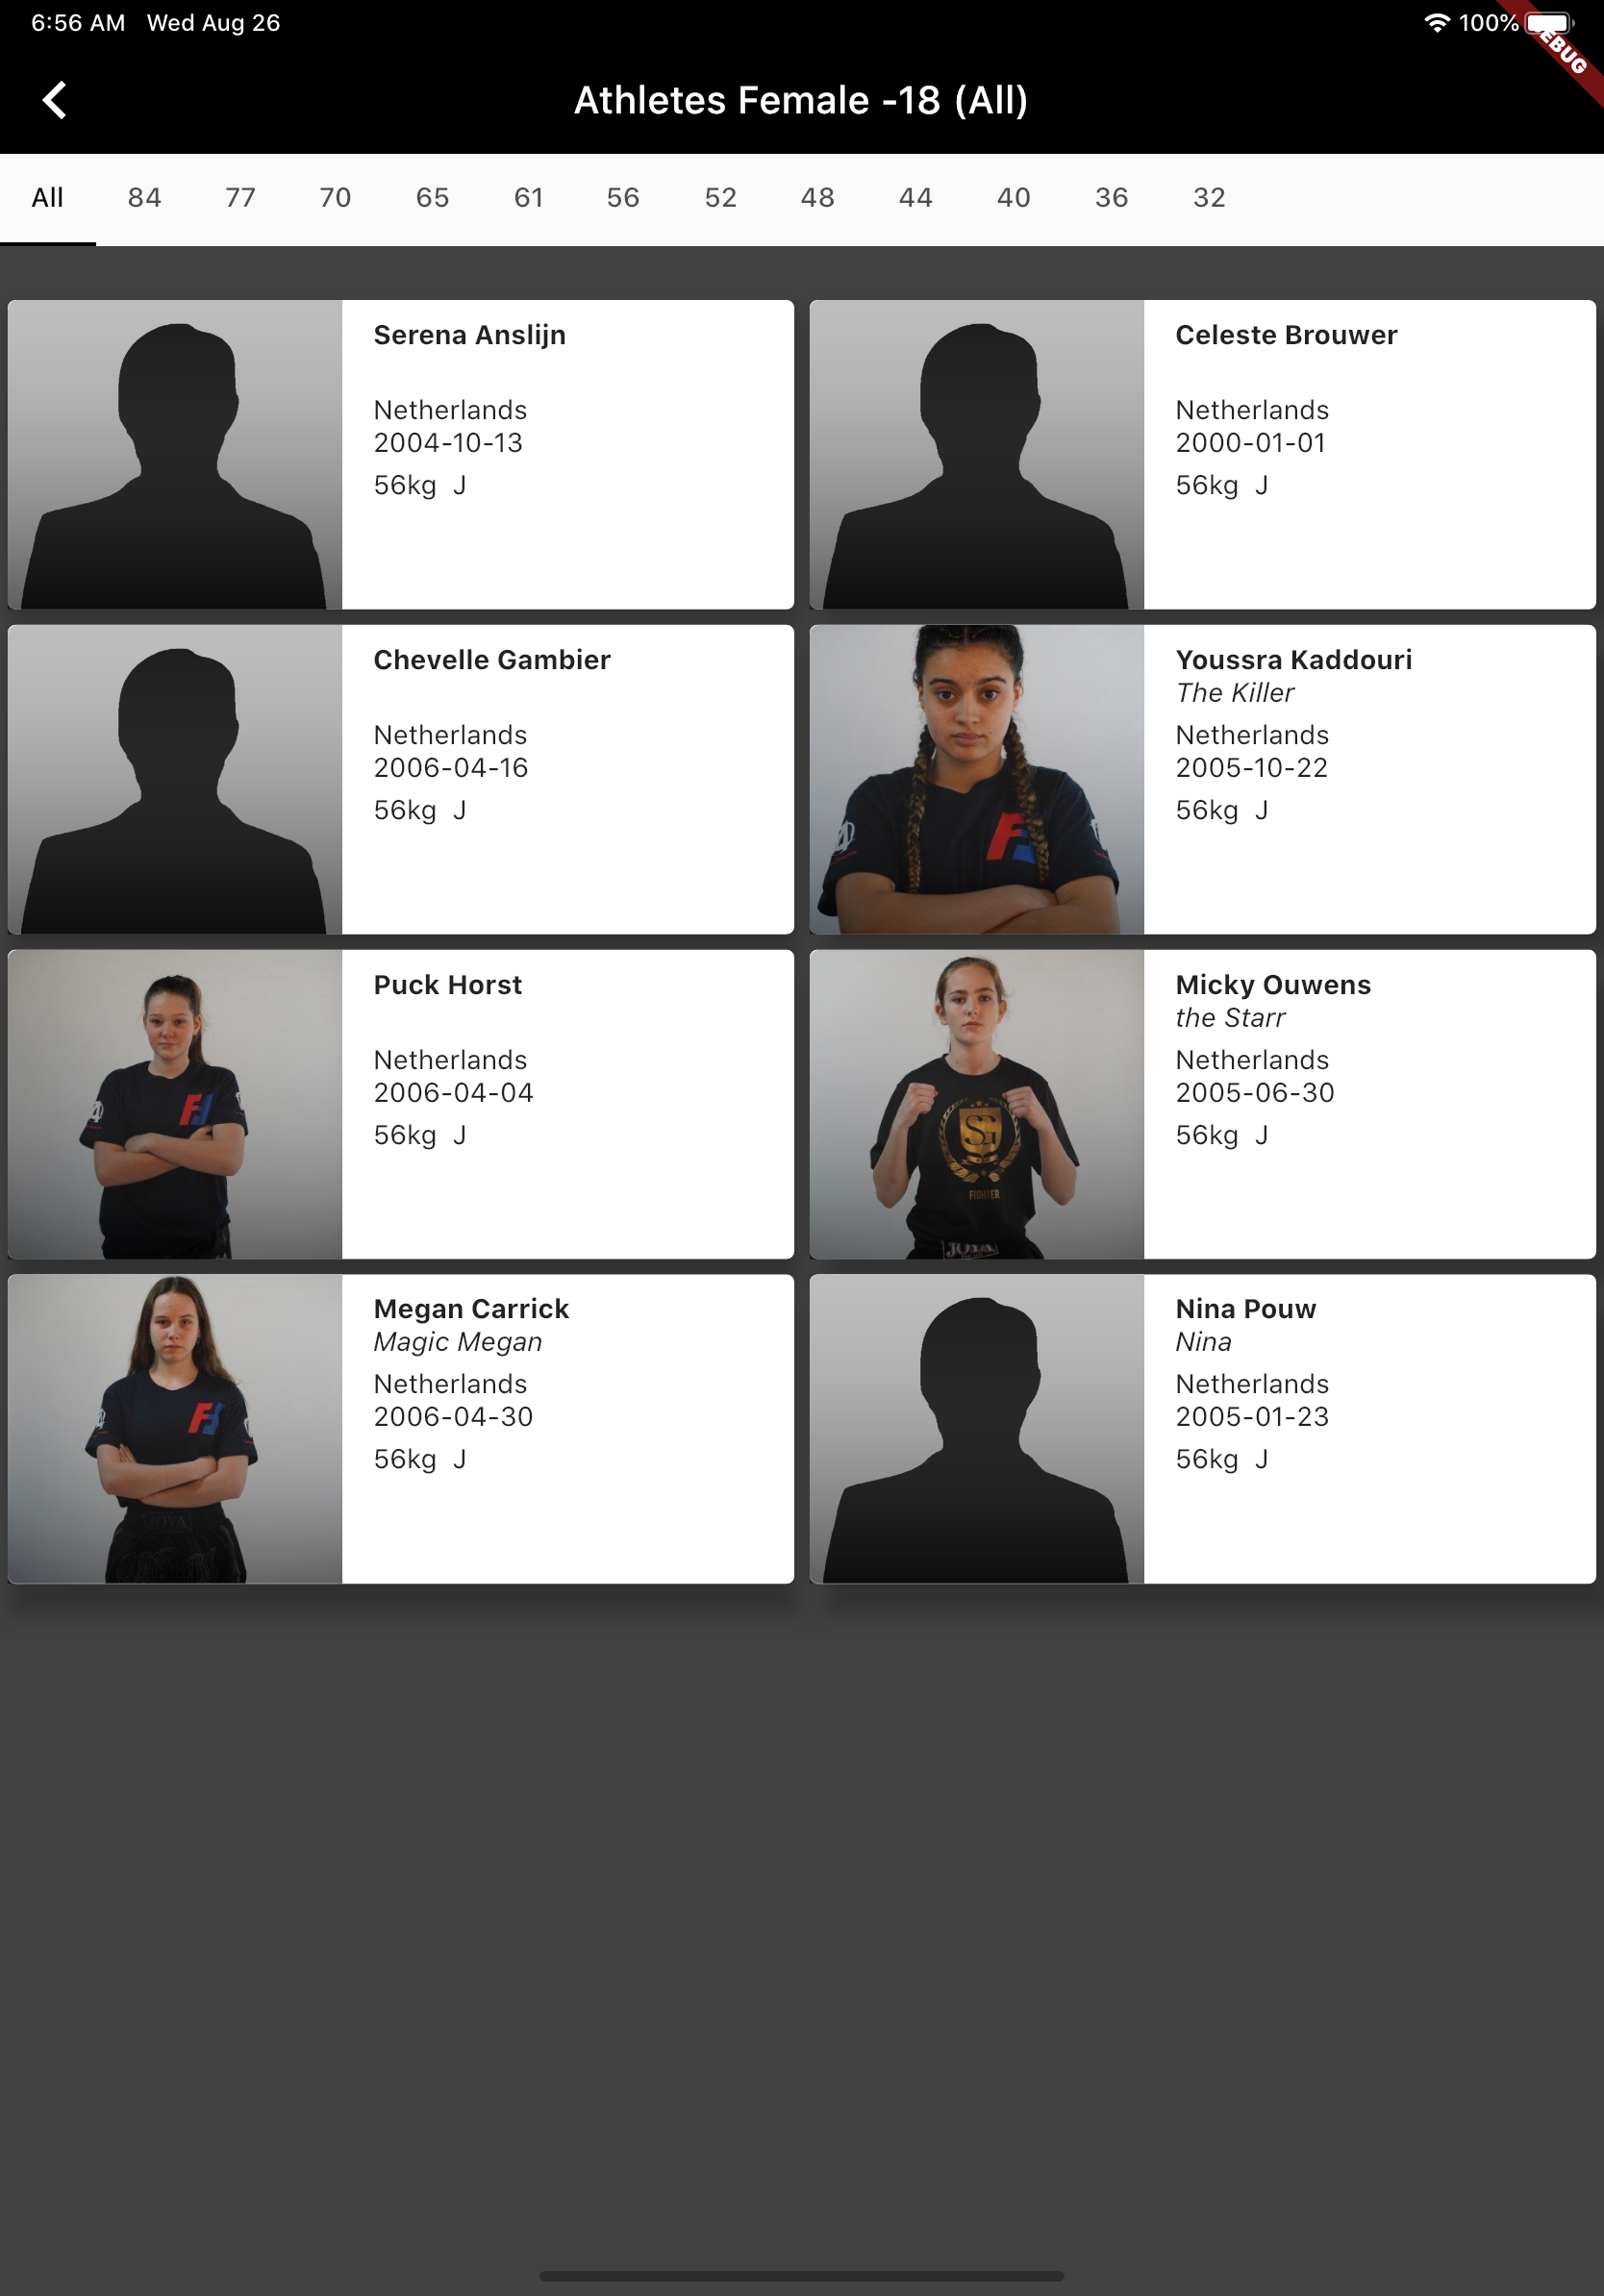 6:56 AM Wed Aug 26 100%
EBUG
Athletes Female -18 (All)
All 84 77 70 65 61 56 52 48 44 40 36 32
Serena Anslijn
Netherlands
2004-10-13
56kg J
Celeste Brouwer
Netherlands
2000-01-01
56kg J
Chevelle Gambier
Netherlands
2006-04-16
56kg J
Youssra Kaddouri
The Killer
Netherlands
2005-10-22
56kg J
Puck Horst
Netherlands
2006-04-04
56kg J
Micky Ouwens
the Starr
Netherlands
2005-06-30
56kg J
SG
FIGHTER
JOYA
Megan Carrick
Magic Megan
Netherlands
2006-04-30
56kg J
JOYA
Nina Pouw
Nina
Netherlands
2005-01-23
56kg J